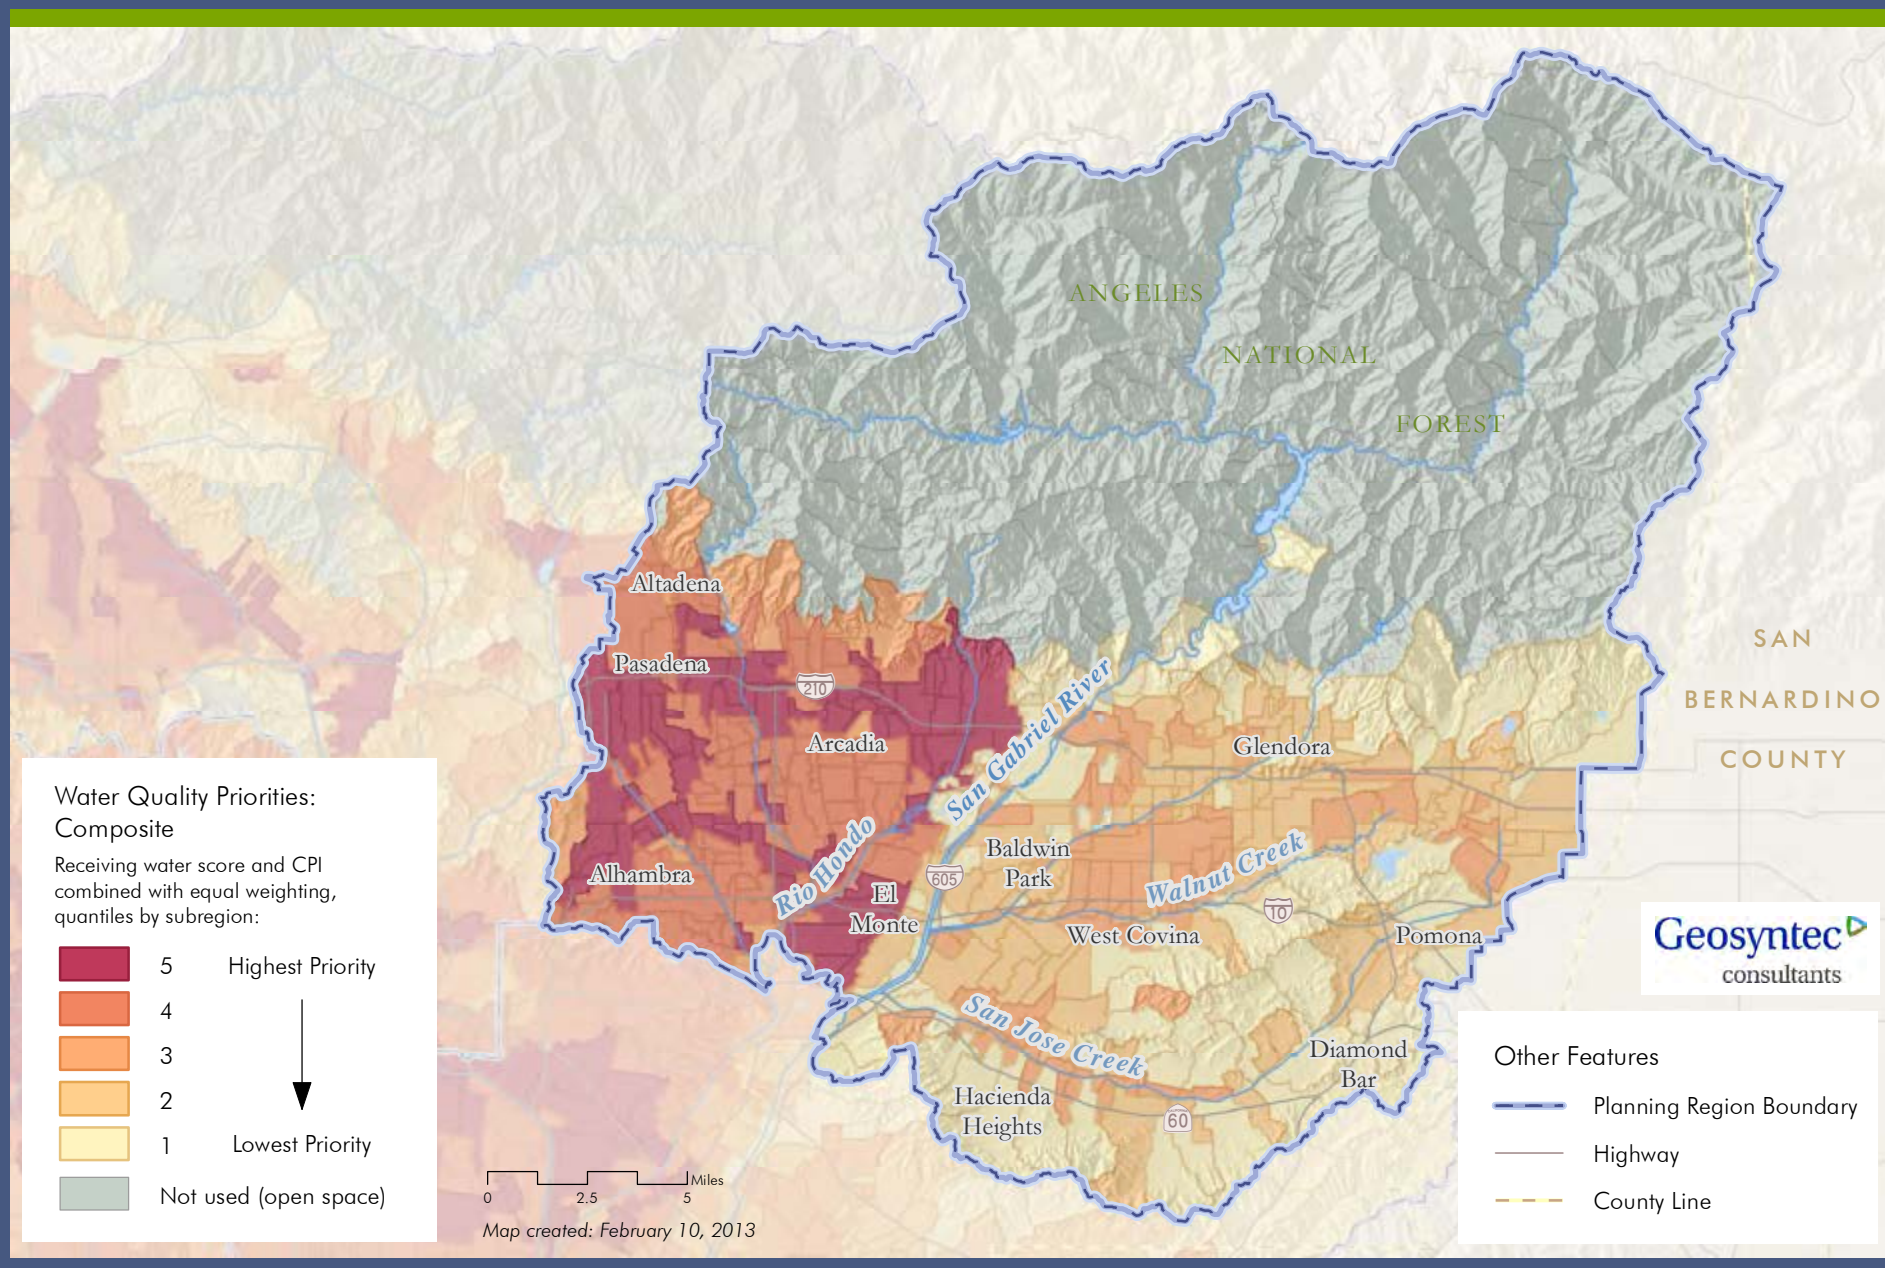 ANGELES
NATIONAL
FOREST
Altadena
Pasadena
210
Arcadia
San Gabriel River
Glendora
SAN
BERNARDINO
COUNTY
Rio Hondo
Baldwin
Park
Walnut Creek
Alhambra
605
El
Monte
10
West Covina
Pomona
San Jose Creek
Diamond
Bar
Hacienda
Heights
60
Water Quality Priorities:
Composite
Receiving water score and CPI
combined with equal weighting,
quantiles by subregion:
5 Highest Priority
4
3
2
1 Lowest Priority
Not used (open space)
Miles
0 2.5 5
Map created: February 10, 2013
Geosyntec
consultants
Other Features
Planning Region Boundary
Highway
County Line